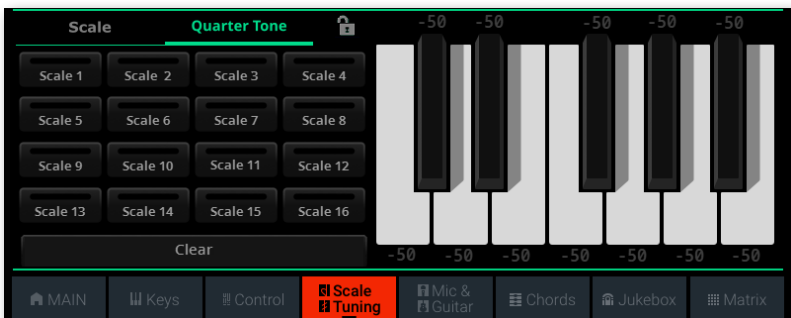 Scale Quarter Tone
-50 -50 -50 -50 -50
Scale 1 Scale 2 Scale 3 Scale 4
Scale 5 Scale 6 Scale 7 Scale 8
Scale 9 Scale 10 Scale 11 Scale 12
Scale 13 Scale 14 Scale 15 Scale 16
Clear
-50 -50 -50 -50 -50 -50 -50
MAIN Keys Control Scale Tuning Mic & Guitar Chords Jukebox Matrix